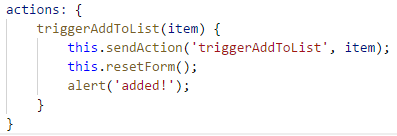 actions: {
    triggerAddToList(item) {
        this.sendAction('triggerAddToList', item);
        this.resetForm();
        alert('added!');
    }
}